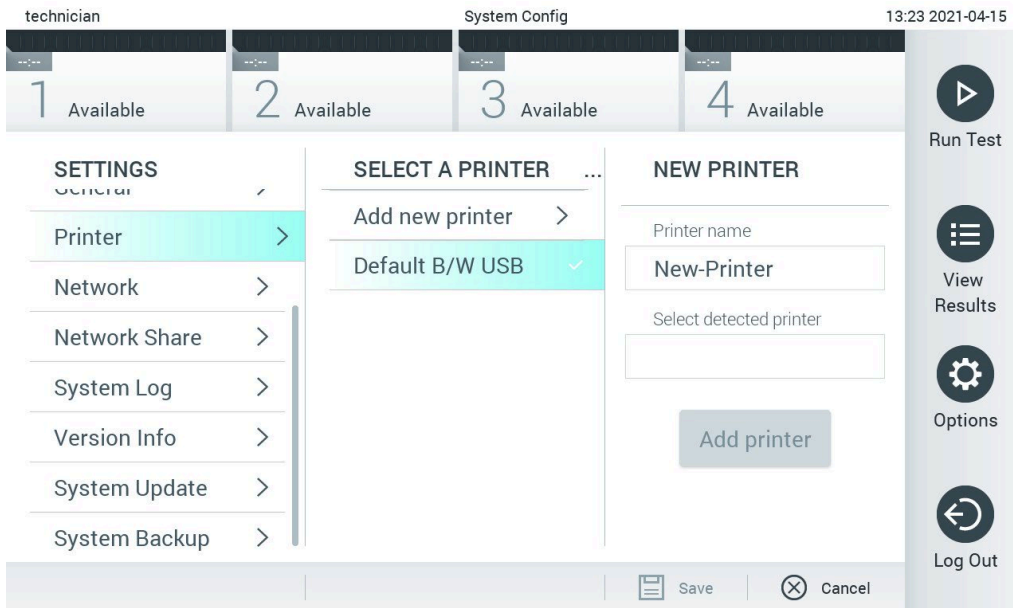 technician
System Config
13:23 2021-04-15
--:--
1 Available
--:--
2 Available
--:--
3 Available
--:--
4 Available
SETTINGS
General
Printer
Network
Network Share
System Log
Version Info
System Update
System Backup
SELECT A PRINTER ...
Add new printer
Default B/W USB
NEW PRINTER
Printer name
New-Printer
Select detected printer
Add printer
Save
Cancel
Run Test
View
Results
Options
Log Out